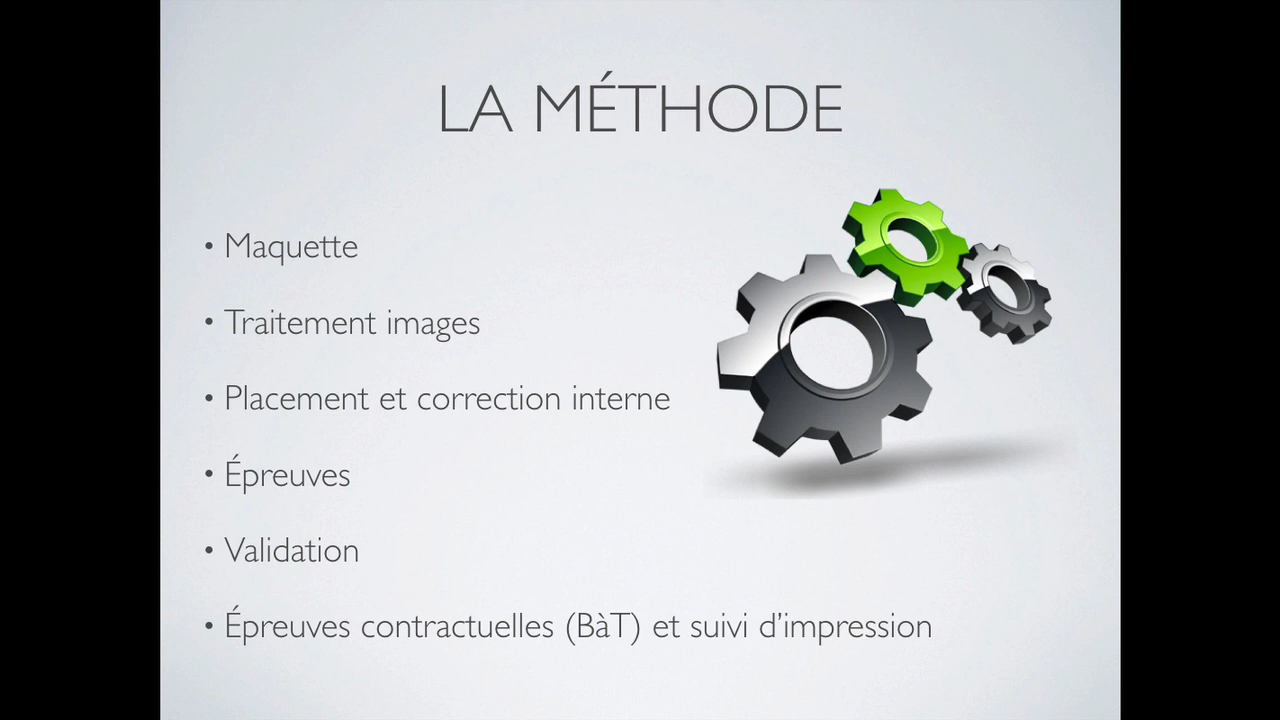 LA MÉTHODE
• Maquette
• Traitement images
• Placement et correction interne
• Épreuves
• Validation
• Épreuves contractuelles (BàT) et suivi d’impression